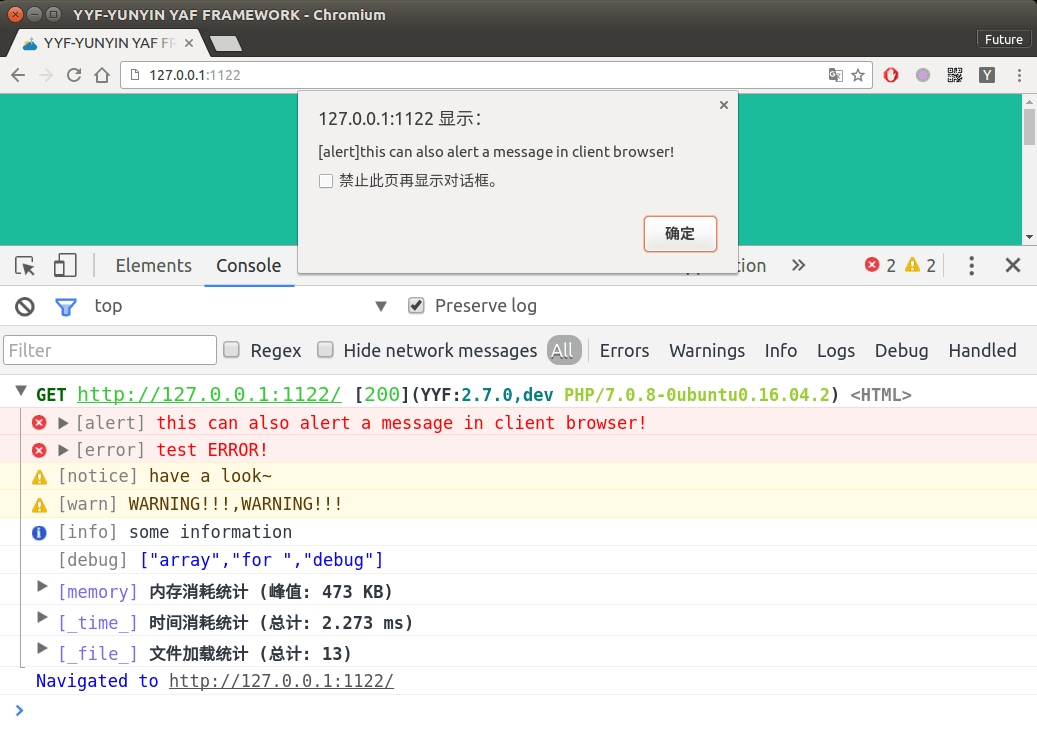 YYF-YUNYIN YAF FRAMEWORK - Chromium
YYF-YUNYIN YAF FR
Future
127.0.0.1:1122
Y
127.0.0.1:1122 显示:
[alert]this can also alert a message in client browser!
禁止此页再显示对话框。
确定
Elements Console 2 2
top Preserve log
Filter Regex Hide network messages All Errors Warnings Info Logs Debug Handled
GET http://127.0.0.1:1122/ [200](YYF:2.7.0,dev PHP/7.0.8-0ubuntu0.16.04.2) <HTML>
[alert] this can also alert a message in client browser!
[error] test ERROR!
[notice] have a look~
[warn] WARNING!!!,WARNING!!!
[info] some information
[debug] ["array","for ","debug"]
[memory] 内存消耗统计 (峰值: 473 KB)
[_time_] 时间消耗统计 (总计: 2.273 ms)
[_file_] 文件加载统计 (总计: 13)
Navigated to http://127.0.0.1:1122/